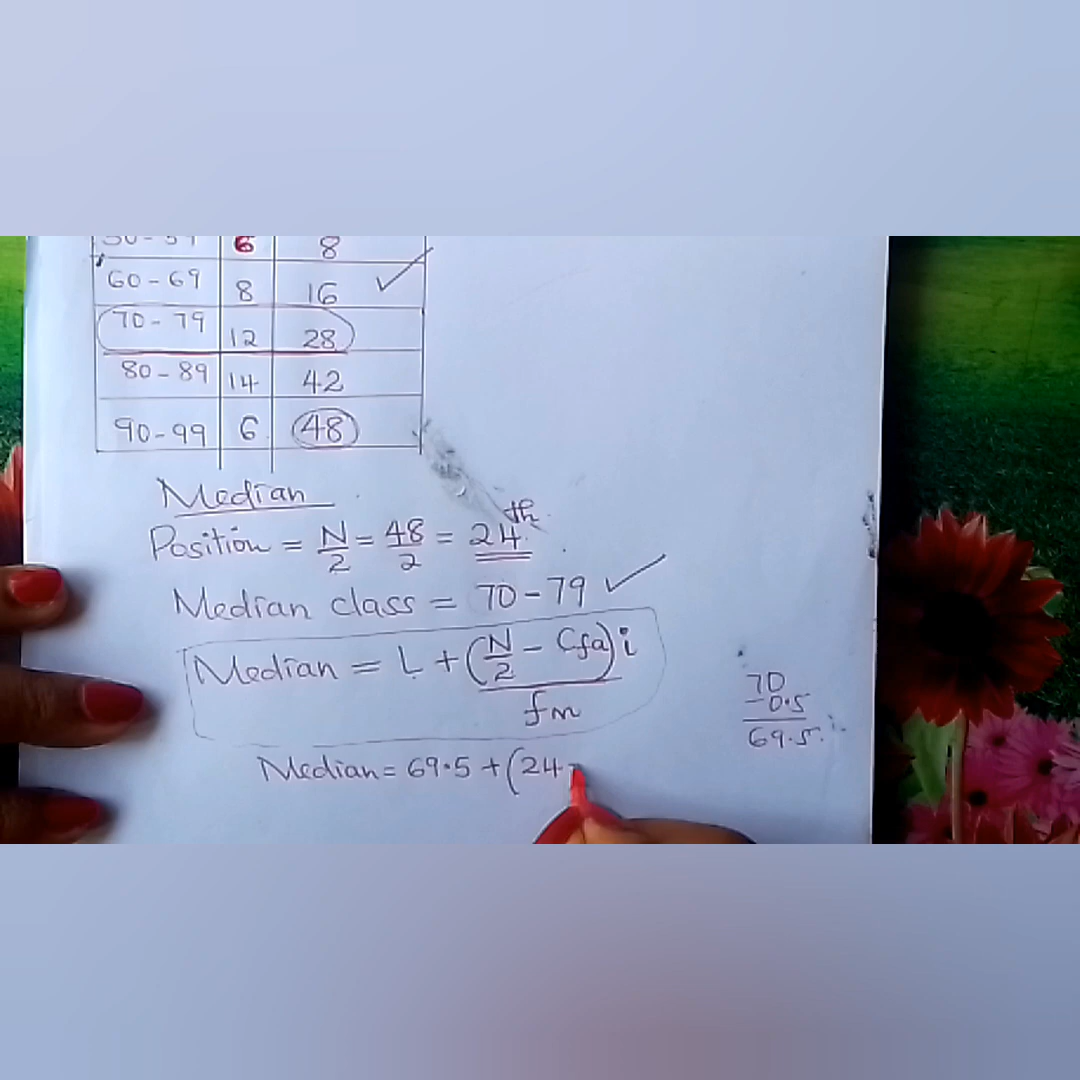 6 8
60-69 8 16 ✓
70-79 12 28
80-89 14 42
90-99 6 48
Median
Position = N/2 = 48/2 = 24th
Median class = 70-79 ✓
Median = L + (N/2 - Cfa) i / fm
70
-0.5
69.5
Median = 69.5 + (24 -